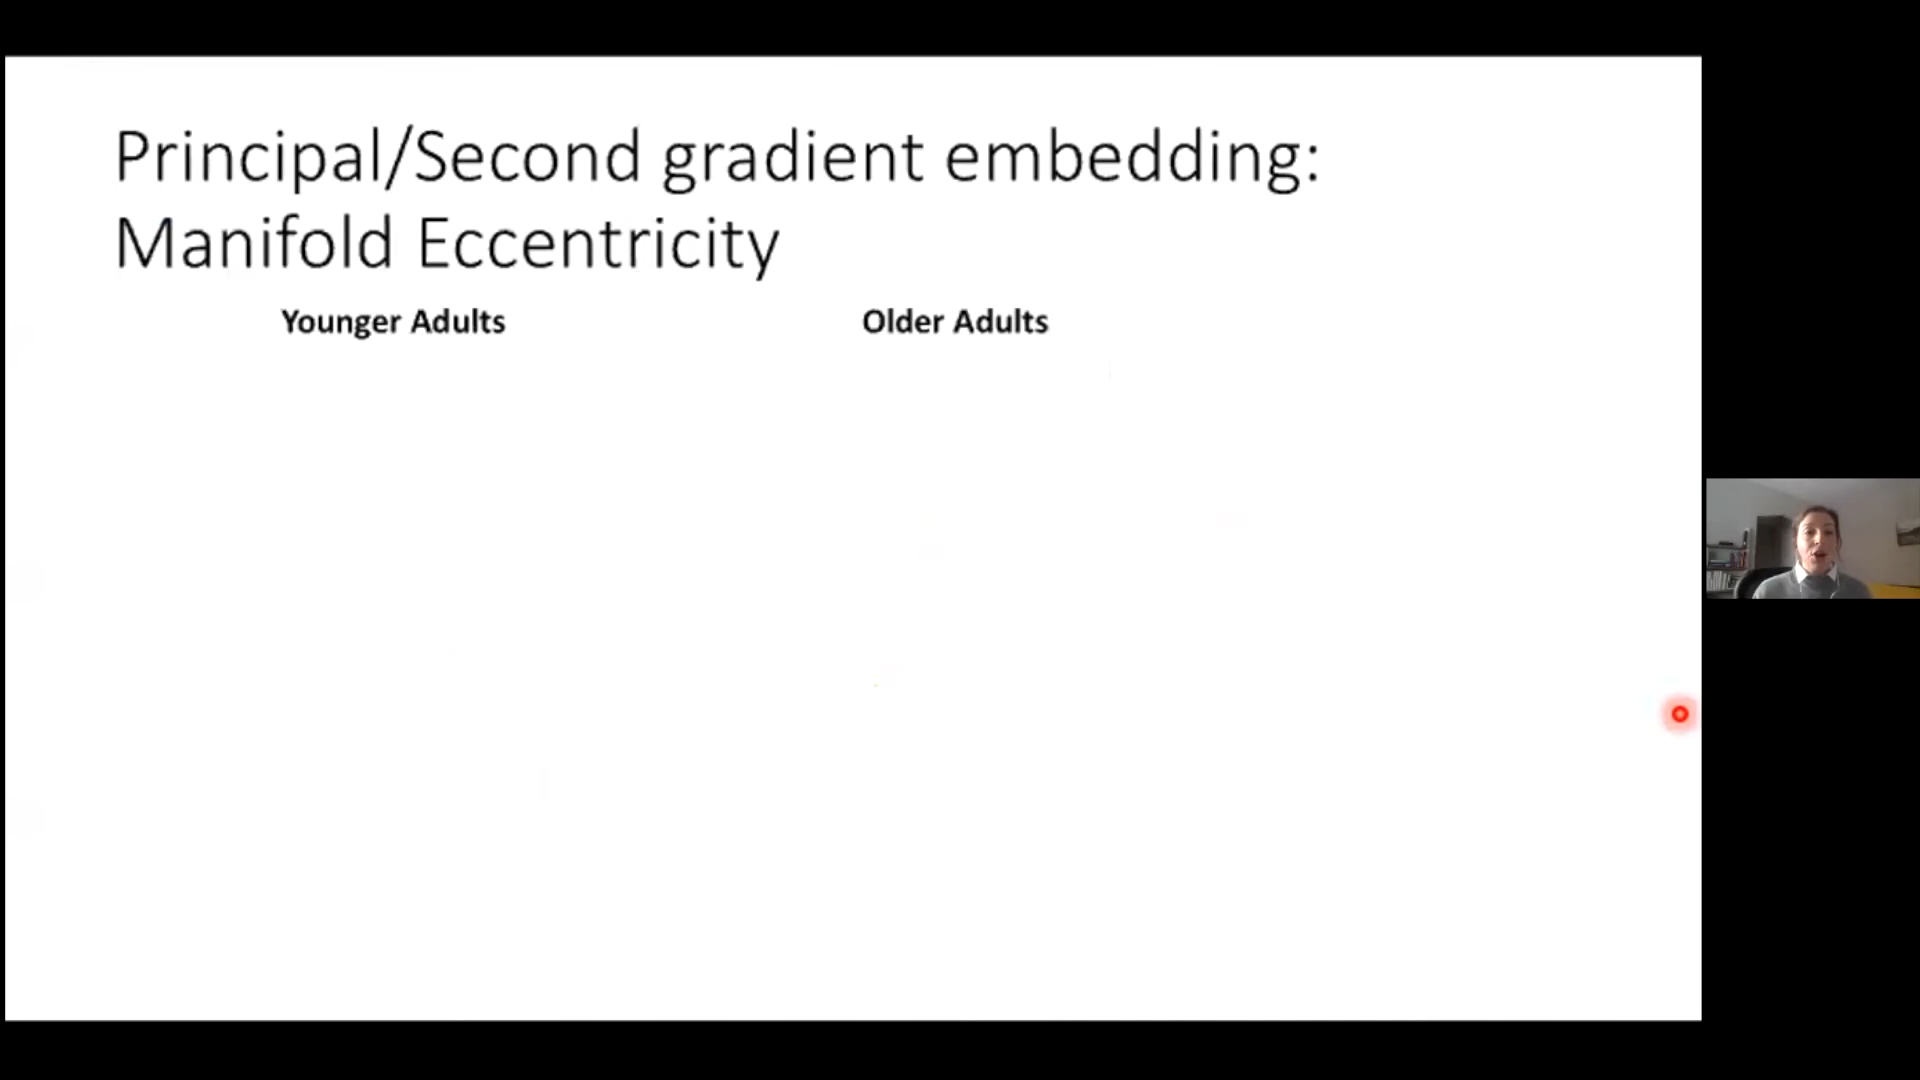 Principal/Second gradient embedding:
Manifold Eccentricity
Younger Adults
Older Adults